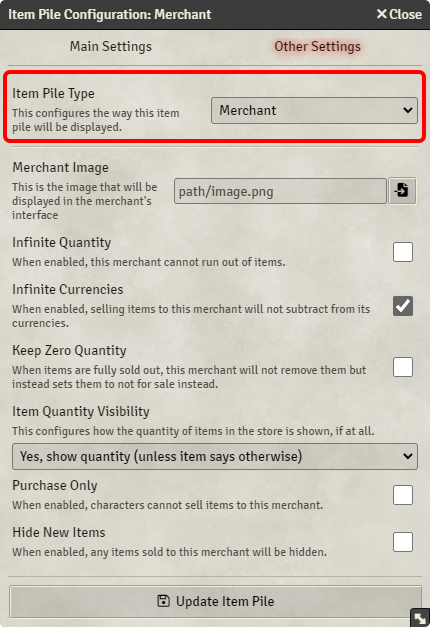 Item Pile Configuration: Merchant
Close
Main Settings
Other Settings
Item Pile Type
This configures the way this item
pile will be displayed.
Merchant
Merchant Image
This is the image that will be
displayed in the merchant's
interface
path/image.png
Infinite Quantity
When enabled, this merchant cannot run out of items.
Infinite Currencies
When enabled, selling items to this merchant will not subtract from its
currencies.
Keep Zero Quantity
When items are fully sold out, this merchant will not remove them but
instead sets them to not for sale instead.
Item Quantity Visibility
This configures how the quantity of items in the store is shown, if at all.
Yes, show quantity (unless item says otherwise)
Purchase Only
When enabled, characters cannot sell items to this merchant.
Hide New Items
When enabled, any items sold to this merchant will be hidden.
Update Item Pile